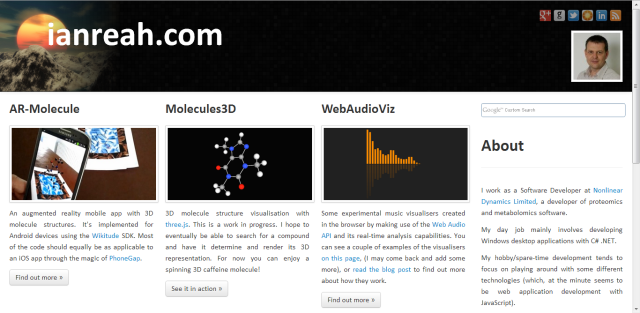 ianreah.com
AR-Molecule
An augmented reality mobile app with 3D
molecule structures. It's implemented for
Android devices using the Wikitude SDK. Most
of the code should equally be as applicable to
an iOS app through the magic of PhoneGap.
Find out more »
Molecules3D
3D molecule structure visualisation with
three.js. This is a work in progress. I hope to
eventually be able to search for a compound
and have it determine and render its 3D
representation. For now you can enjoy a
spinning 3D caffeine molecule!
See it in action »
WebAudioViz
Some experimental music visualisers created
in the browser by making use of the Web Audio
API and its real-time analysis capabilities. You
can see a couple of examples of the visualisers
on this page, (I may come back and add some
more), or read the blog post to find out more
about how they work.
Find out more »
Google™ Custom Search
About
I work as a Software Developer at Nonlinear
Dynamics Limited, a developer of proteomics
and metabolomics software.
My day job mainly involves developing
Windows desktop applications with C# .NET.
My hobby/spare-time development tends to
focus on playing around with some different
technologies (which, at the minute seems to
be web application development with
JavaScript).